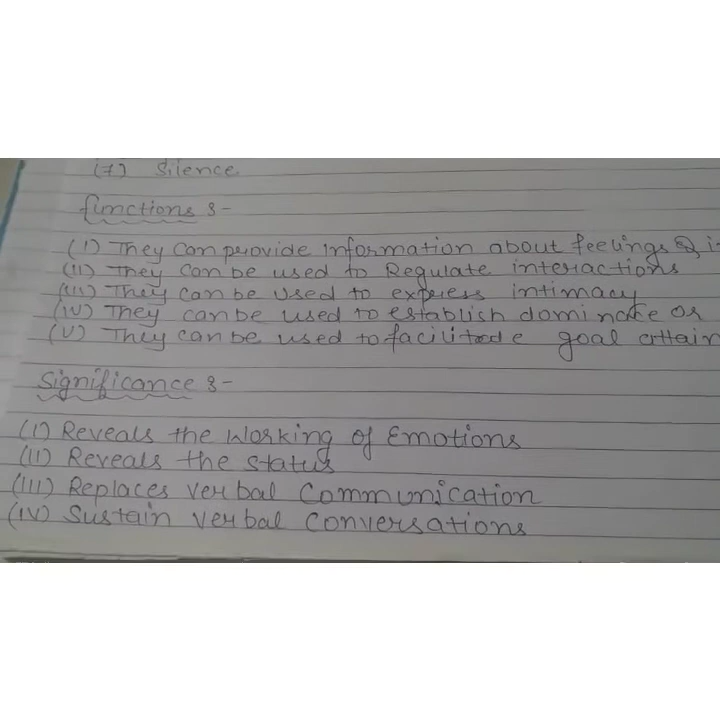 (7) Silence
functions :-
(I) They can provide information about feelings & i
(II) They can be used to Regulate interactions
(III) They can be used to express intimacy
(IV) They can be used to establish dominate or
(V) They can be used to facilitade goal attain
Significance :-
(I) Reveals the Working of Emotions
(II) Reveals the status
(III) Replaces verbal Communication
(IV) Sustain verbal conversations